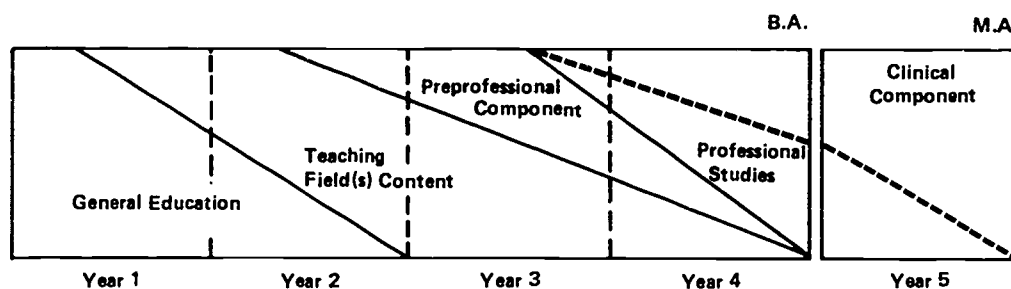 B.A.
M.A
Clinical
Component
Preprofessional
Component
Professional
Studies
Teaching
Field(s) Content
General Education
Year 1
Year 2
Year 3
Year 4
Year 5